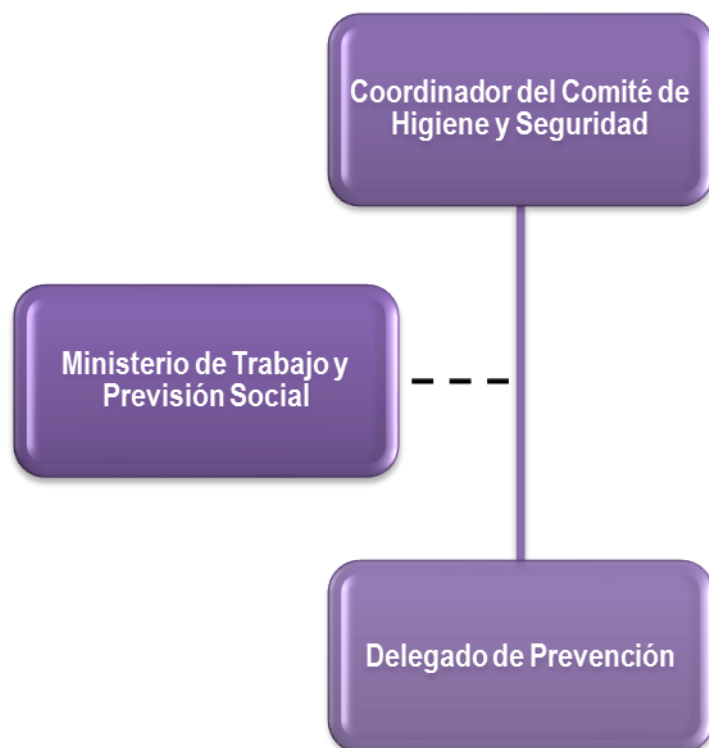 Coordinador del Comité de
Higiene y Seguridad
Ministerio de Trabajo y
Previsión Social
Delegado de Prevención